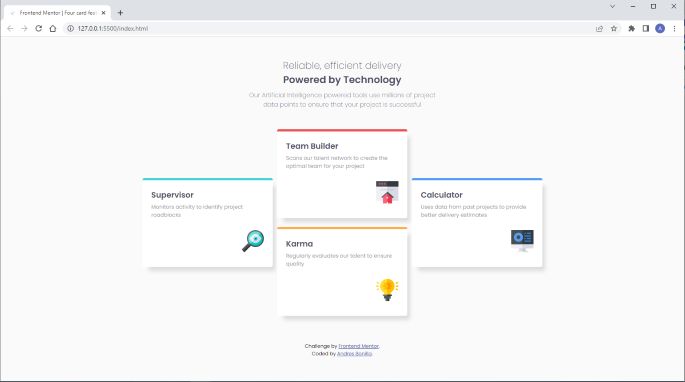 Frontend Mentor | Four card fea
127.0.0.1:5500/index.html
A
Reliable, efficient delivery
Powered by Technology
Our Artificial Intelligence powered tools use millions of project
data points to ensure that your project is successful
Team Builder
Scans our talent network to create the
optimal team for your project
Supervisor
Monitors activity to identify project
roadblocks
Calculator
Uses data from past projects to provide
better delivery estimates
Karma
Regularly evaluates our talent to ensure
quality
Challenge by Frontend Mentor.
Coded by Andres Bonilla.